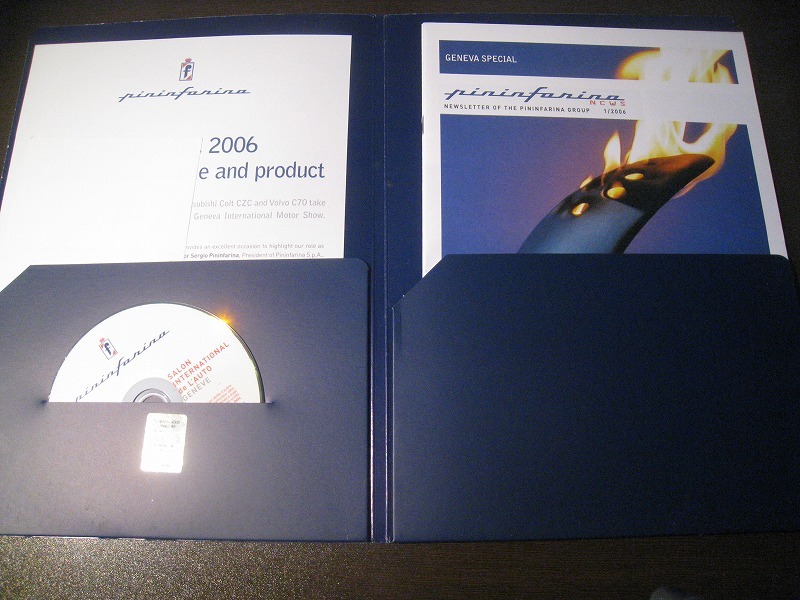 f
pininfarina
2006
e and product
subishi Colt CZC and Volvo C70 take
Geneva International Motor Show.
ovides an excellent occasion to highlight our role as
or Sergio Pininfarina, President of Pininfarina S.p.A..
f
pininfarina
SALON
INTERNATIONAL
de L'AUTO
GENÈVE
GENEVA SPECIAL
pininfarina
NEWS
NEWSLETTER OF THE PININFARINA GROUP 1/2006